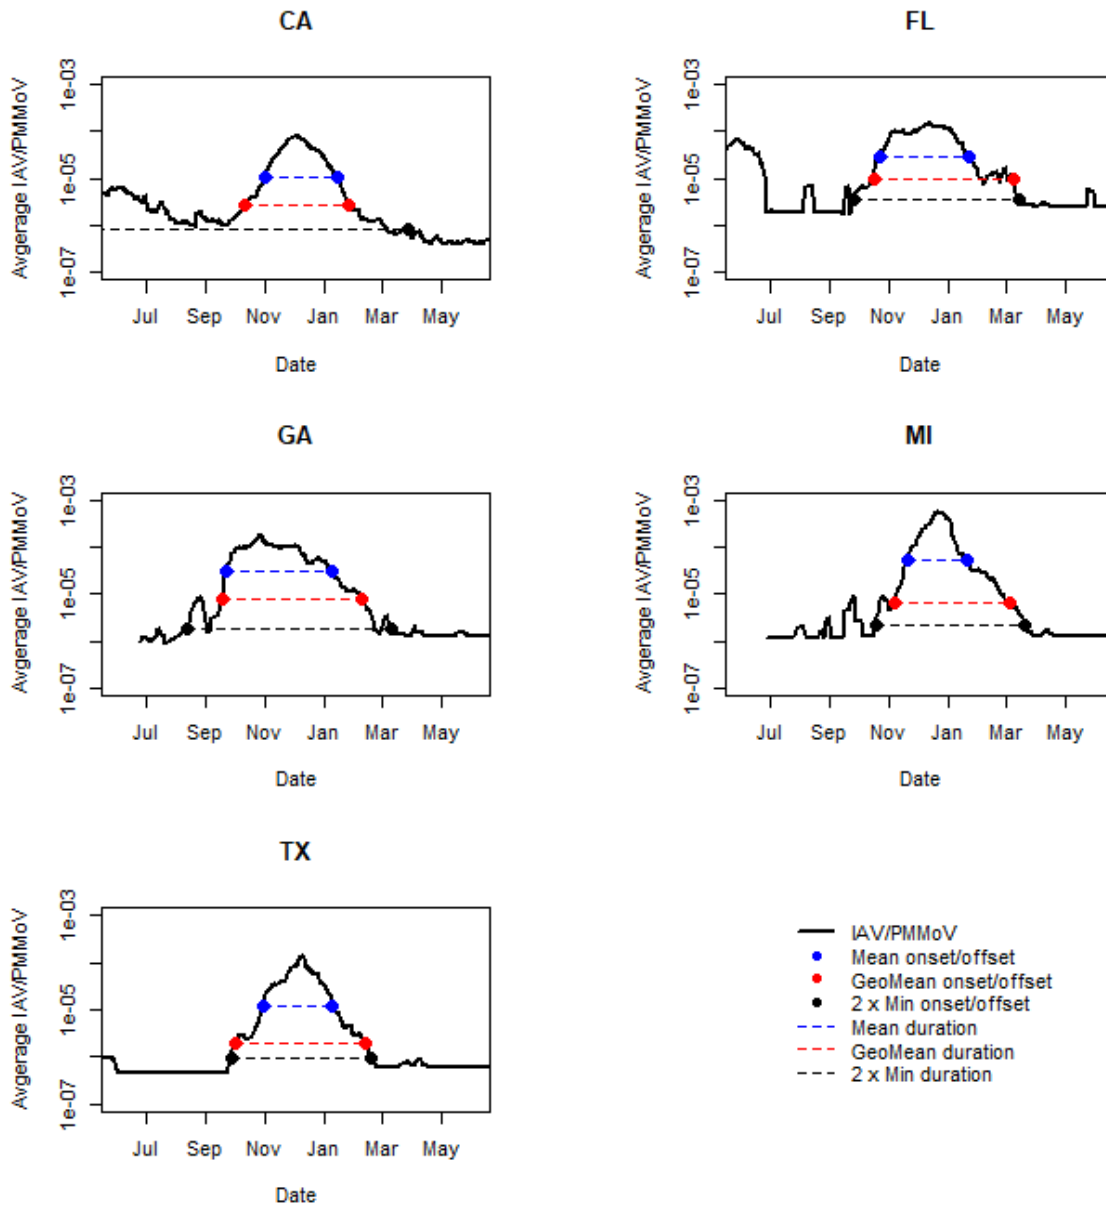 CA
Avgerage IAV/PMMoV
1e-03
1e-05
1e-07
Jul Sep Nov Jan Mar May
Date
FL
Avgerage IAV/PMMoV
1e-03
1e-05
1e-07
Jul Sep Nov Jan Mar May
Date
GA
Avgerage IAV/PMMoV
1e-03
1e-05
1e-07
Jul Sep Nov Jan Mar May
Date
MI
Avgerage IAV/PMMoV
1e-03
1e-05
1e-07
Jul Sep Nov Jan Mar May
Date
TX
Avgerage IAV/PMMoV
1e-03
1e-05
1e-07
Jul Sep Nov Jan Mar May
Date
IAV/PMMoV
Mean onset/offset
GeoMean onset/offset
2 x Min onset/offset
Mean duration
GeoMean duration
2 x Min duration